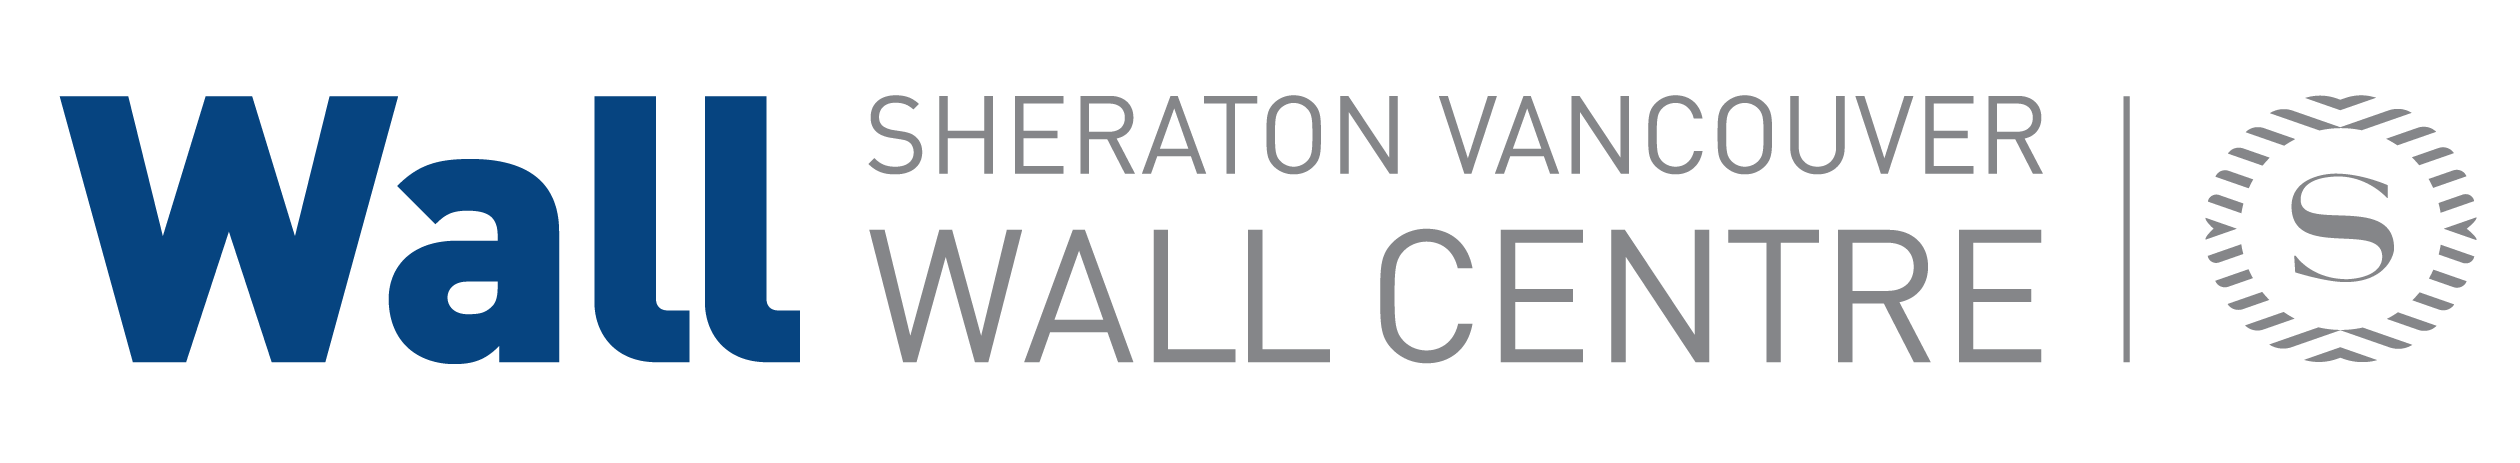 Wall
SHERATON VANCOUVER
WALL CENTRE
S